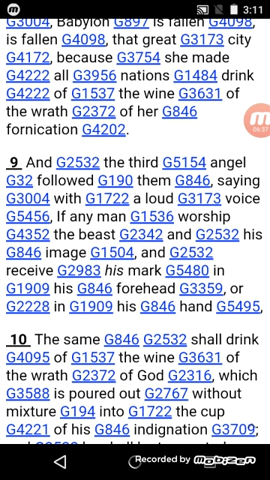 3:11
G3004, Babylon G897 is fallen G4098,
is fallen G4098, that great G3173 city
G4172, because G3754 she made
G4222 all G3956 nations G1484 drink
G4222 of G1537 the wine G3631 of
the wrath G2372 of her G846
fornication G4202.
06:51
9 And G2532 the third G5154 angel
G32 followed G190 them G846, saying
G3004 with G1722 a loud G3173 voice
G5456, If any man G1536 worship
G4352 the beast G2342 and G2532 his
G846 image G1504, and G2532
receive G2983 his mark G5480 in
G1909 his G846 forehead G3359, or
G2228 in G1909 his G846 hand G5495,
10 The same G846 G2532 shall drink
G4095 of G1537 the wine G3631 of
the wrath G2372 of God G2316, which
G3588 is poured out G2767 without
mixture G194 into G1722 the cup
G4221 of his G846 indignation G3709;
Recorded by mobizen